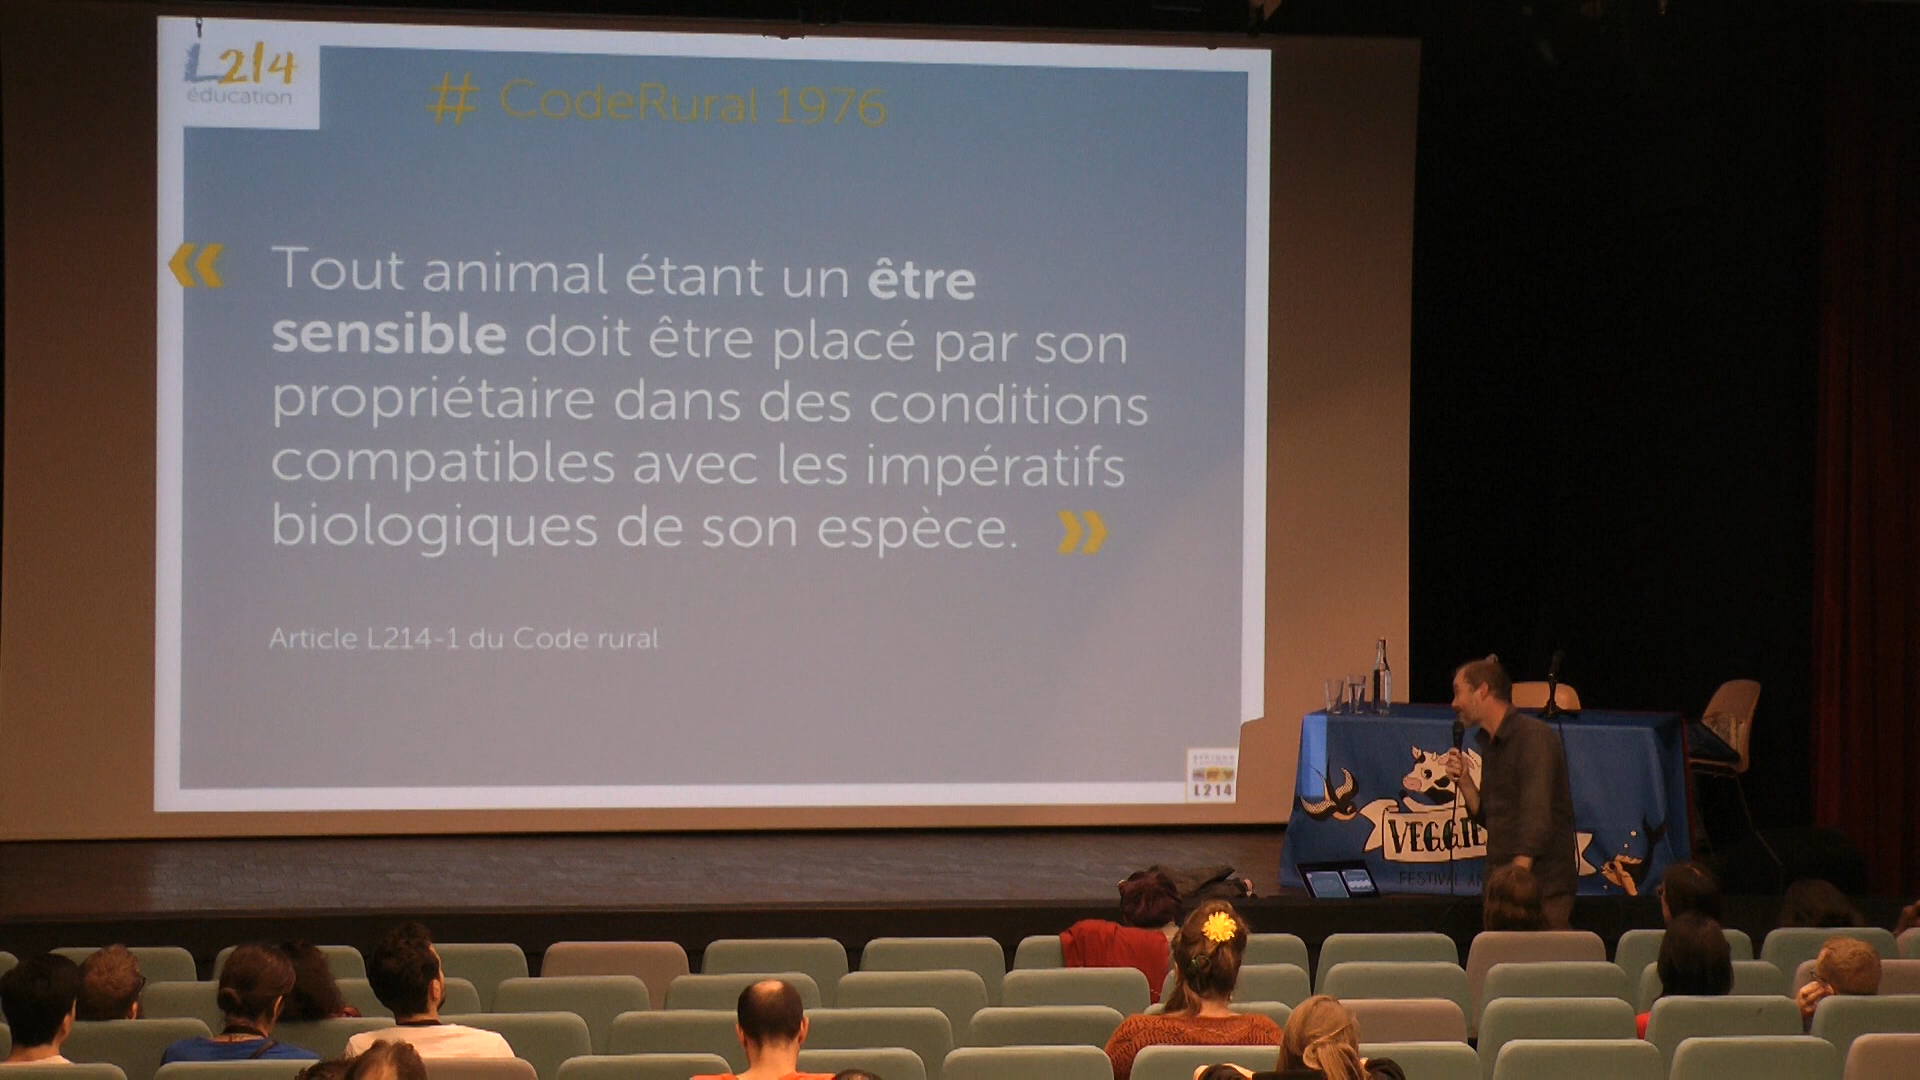 L214
éducation
# CodeRural 1976
« Tout animal étant un être
sensible doit être placé par son
propriétaire dans des conditions
compatibles avec les impératifs
biologiques de son espèce. »
Article L214-1 du Code rural
L214
VEGGIE
FESTIVAL